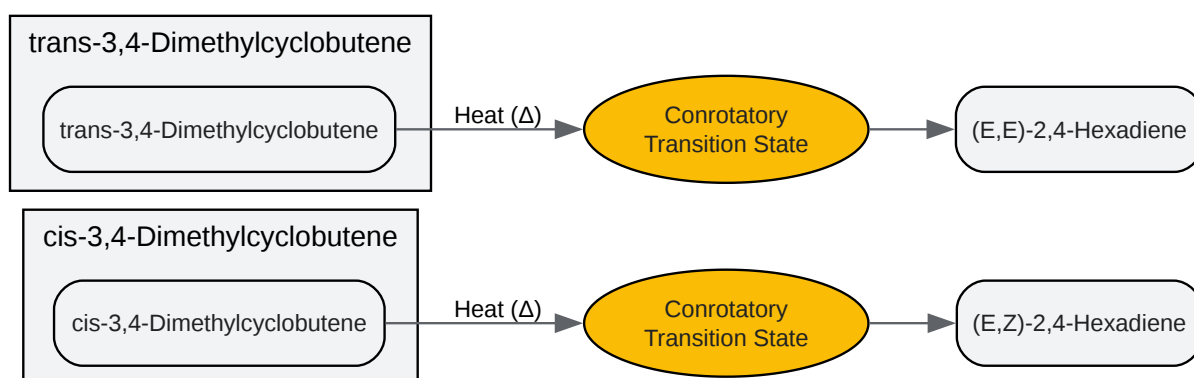 trans-3,4-Dimethylcyclobutene
trans-3,4-Dimethylcyclobutene
Heat (Δ)
Conrotatory
Transition State
(E,E)-2,4-Hexadiene
cis-3,4-Dimethylcyclobutene
cis-3,4-Dimethylcyclobutene
Heat (Δ)
Conrotatory
Transition State
(E,Z)-2,4-Hexadiene